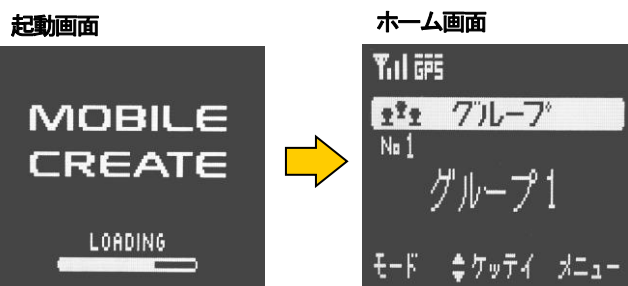 起動画面
MOBILE
CREATE
LOADING
ホーム画面
GPS
グループ
No1
グループ1
モード ケッテイ メニュー